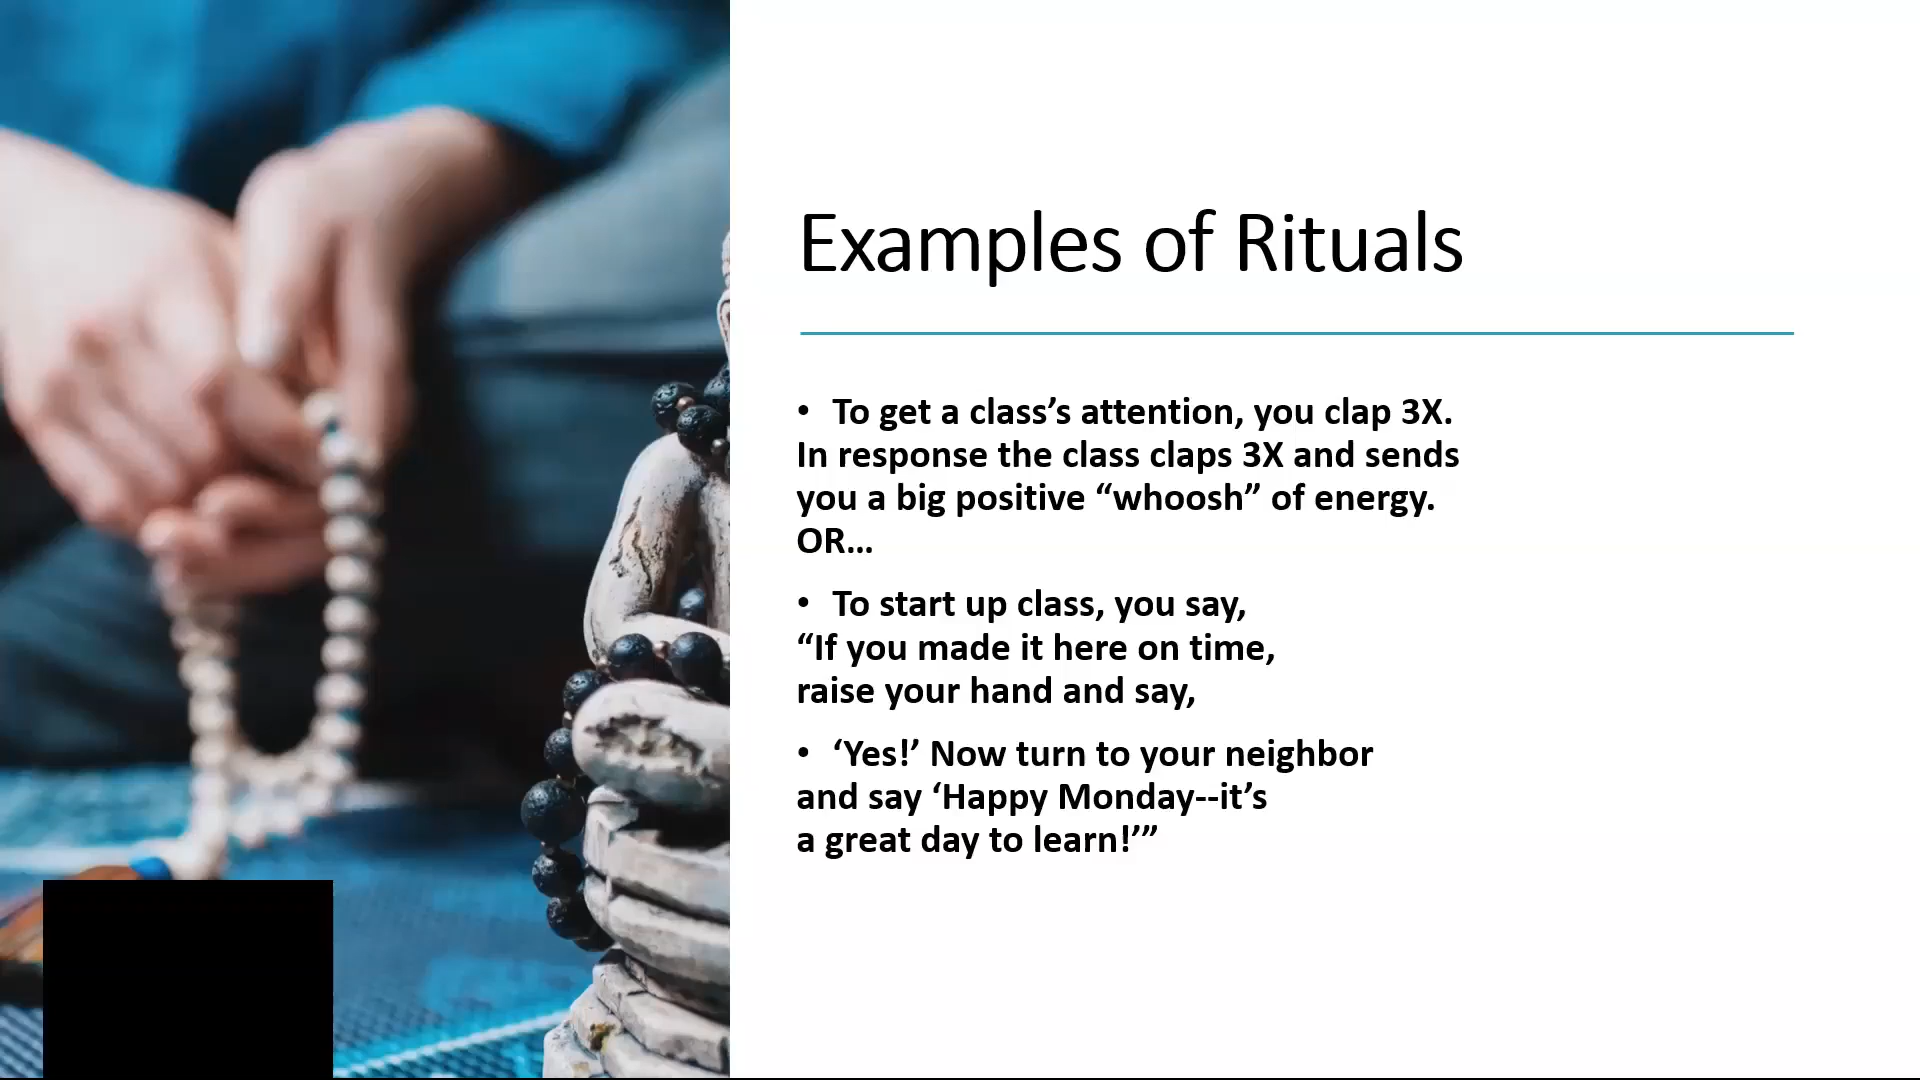 Examples of Rituals
• To get a class’s attention, you clap 3X.
In response the class claps 3X and sends
you a big positive “whoosh” of energy.
OR…
• To start up class, you say,
“If you made it here on time,
raise your hand and say,
• ‘Yes!’ Now turn to your neighbor
and say ‘Happy Monday--it’s
a great day to learn!’”